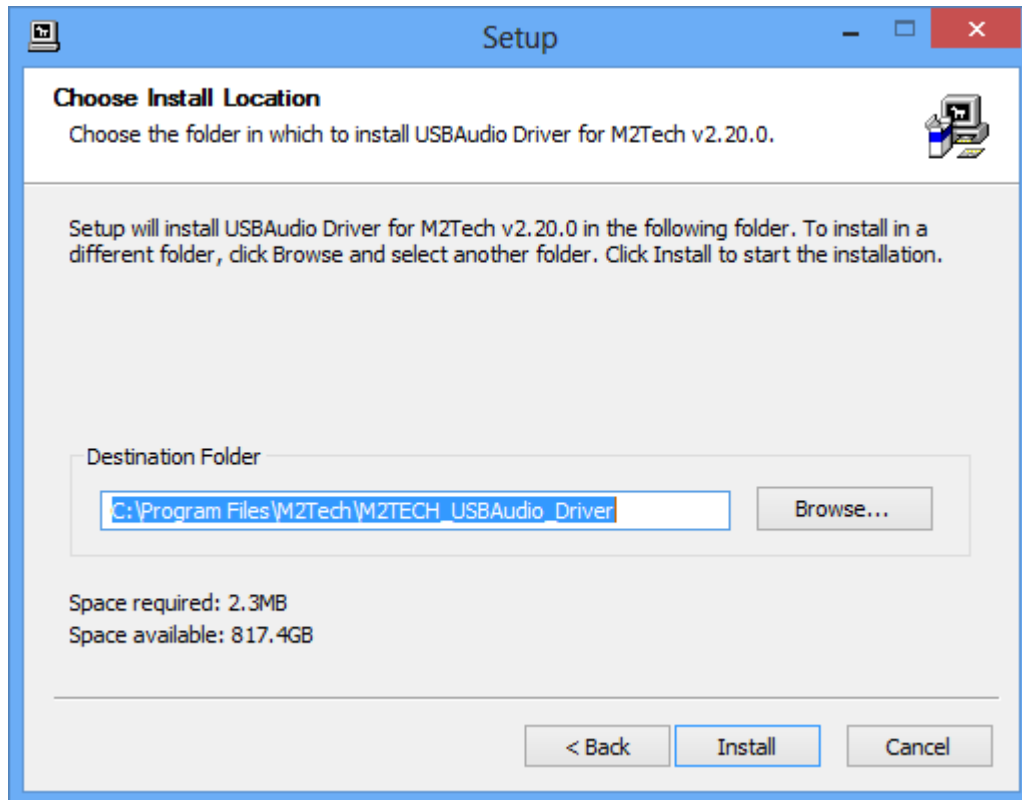 Setup
Choose Install Location
Choose the folder in which to install USBAudio Driver for M2Tech v2.20.0.
Setup will install USBAudio Driver for M2Tech v2.20.0 in the following folder. To install in a
different folder, click Browse and select another folder. Click Install to start the installation.
Destination Folder
C:\Program Files\M2Tech\M2TECH_USBAudio_Driver
Browse...
Space required: 2.3MB
Space available: 817.4GB
< Back
Install
Cancel